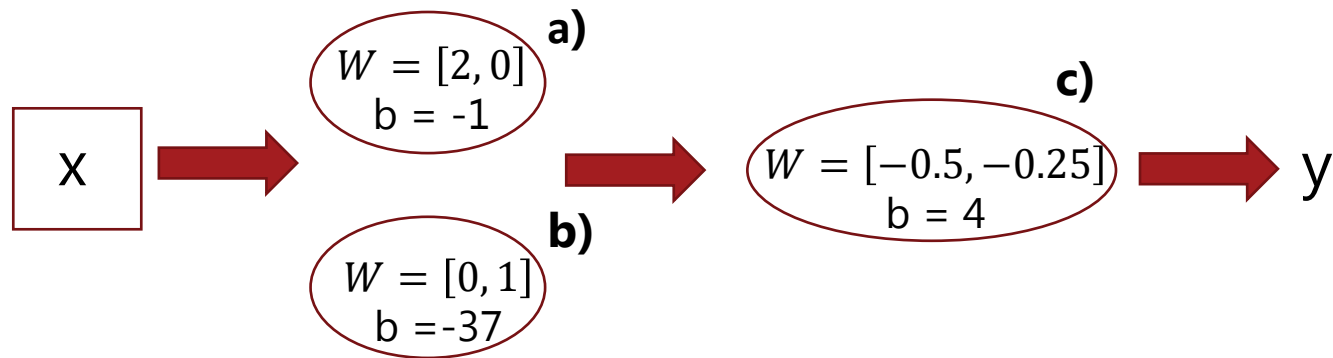 x
a)
W = [2, 0]
b = -1
b)
W = [0, 1]
b =-37
c)
W = [−0.5, −0.25]
b = 4
y